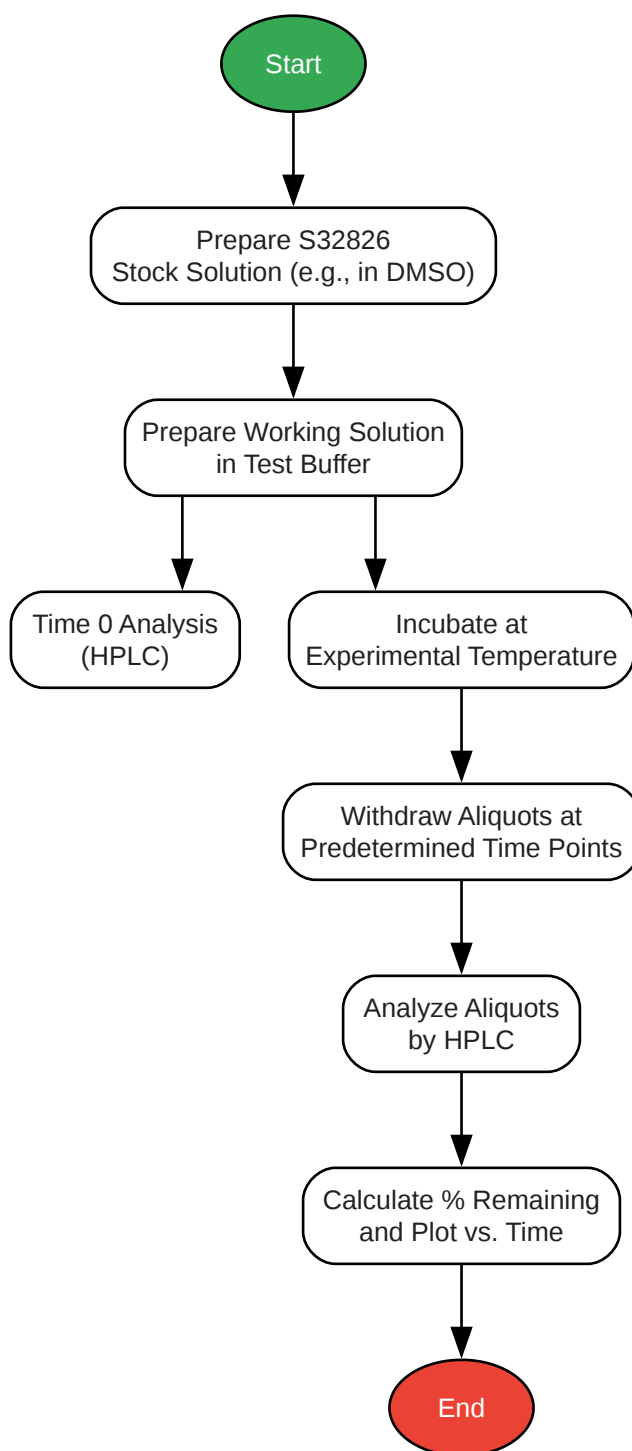 Start
Prepare S32826
Stock Solution (e.g., in DMSO)
Prepare Working Solution
in Test Buffer
Time 0 Analysis
(HPLC)
Incubate at
Experimental Temperature
Withdraw Aliquots at
Predetermined Time Points
Analyze Aliquots
by HPLC
Calculate % Remaining
and Plot vs. Time
End